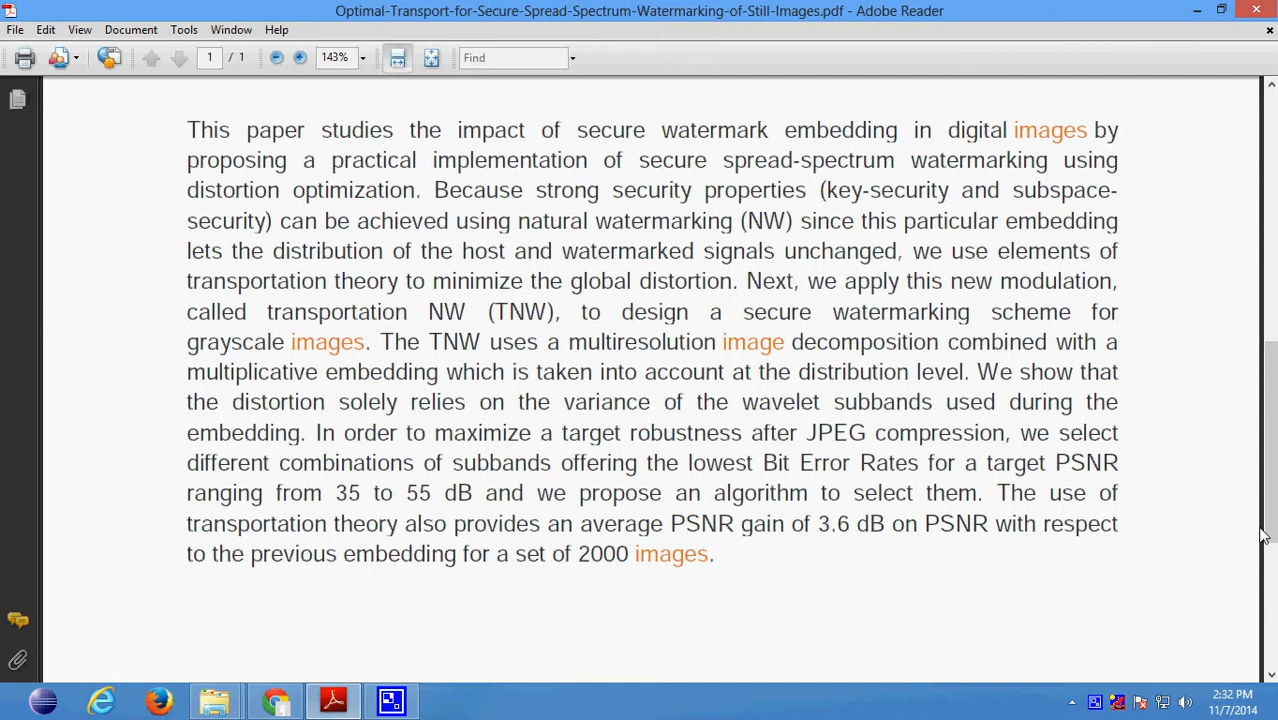 Optimal-Transport-for-Secure-Spread-Spectrum-Watermarking-of-Still-Images.pdf - Adobe Reader
File Edit View Document Tools Window Help
1 / 1 143% Find
This paper studies the impact of secure watermark embedding in digital images by
proposing a practical implementation of secure spread-spectrum watermarking using
distortion optimization. Because strong security properties (key-security and subspace-
security) can be achieved using natural watermarking (NW) since this particular embedding
lets the distribution of the host and watermarked signals unchanged, we use elements of
transportation theory to minimize the global distortion. Next, we apply this new modulation,
called transportation NW (TNW), to design a secure watermarking scheme for
grayscale images. The TNW uses a multiresolution image decomposition combined with a
multiplicative embedding which is taken into account at the distribution level. We show that
the distortion solely relies on the variance of the wavelet subbands used during the
embedding. In order to maximize a target robustness after JPEG compression, we select
different combinations of subbands offering the lowest Bit Error Rates for a target PSNR
ranging from 35 to 55 dB and we propose an algorithm to select them. The use of
transportation theory also provides an average PSNR gain of 3.6 dB on PSNR with respect
to the previous embedding for a set of 2000 images.
2:32 PM
11/7/2014